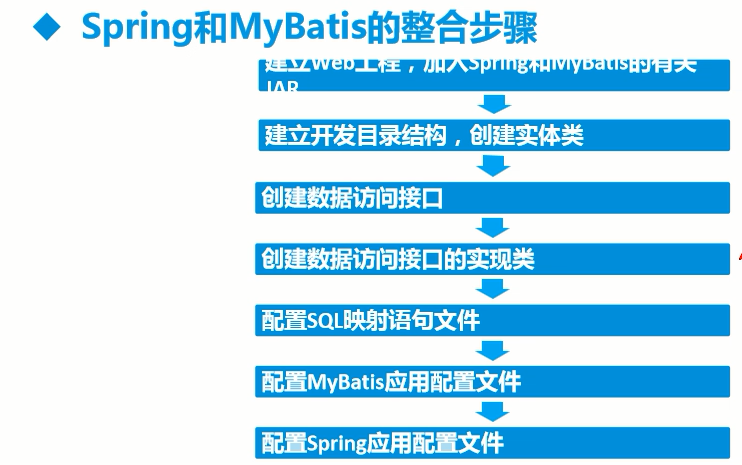 Spring和MyBatis的整合步骤
建立Web工程，加入Spring和MyBatis的有关
JAR
建立开发目录结构，创建实体类
创建数据访问接口
创建数据访问接口的实现类
配置SQL映射语句文件
配置MyBatis应用配置文件
配置Spring应用配置文件